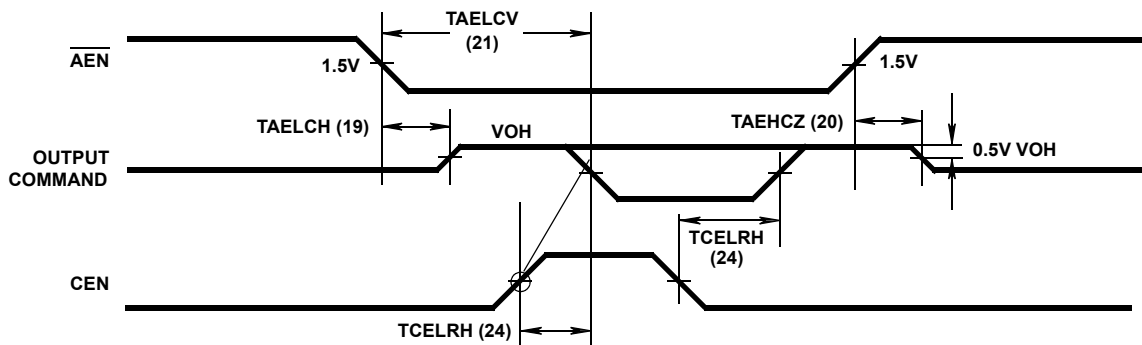 TAELCV
(21)
AEN
1.5V
1.5V
TAELCH (19)
VOH
TAEHCZ (20)
0.5V VOH
OUTPUT
COMMAND
TCELRH
(24)
CEN
TCELRH (24)